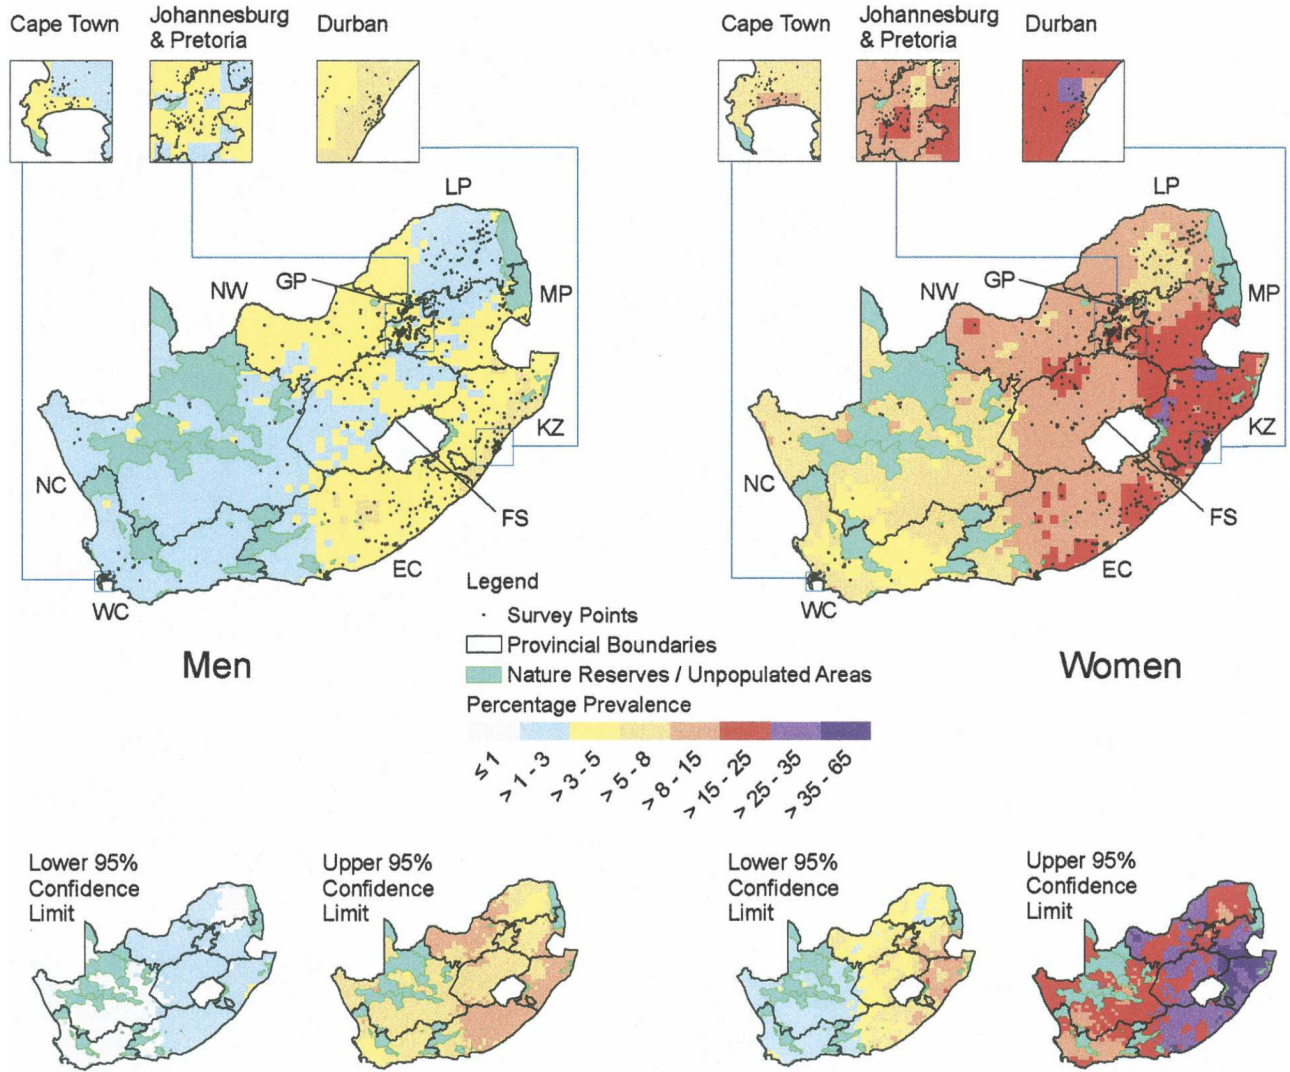 Cape Town
Johannesburg
& Pretoria
Durban
Cape Town
Johannesburg
& Pretoria
Durban
LP
GP
NW
MP
KZ
NC
FS
EC
WC
LP
GP
NW
MP
KZ
NC
FS
EC
WC
Men
Women
Legend
Survey Points
Provincial Boundaries
Nature Reserves / Unpopulated Areas
Percentage Prevalence
≤ 1
> 1 - 3
> 3 - 5
> 5 - 8
> 8 - 15
> 15 - 25
> 25 - 35
> 35 - 65
Lower 95%
Confidence
Limit
Upper 95%
Confidence
Limit
Lower 95%
Confidence
Limit
Upper 95%
Confidence
Limit